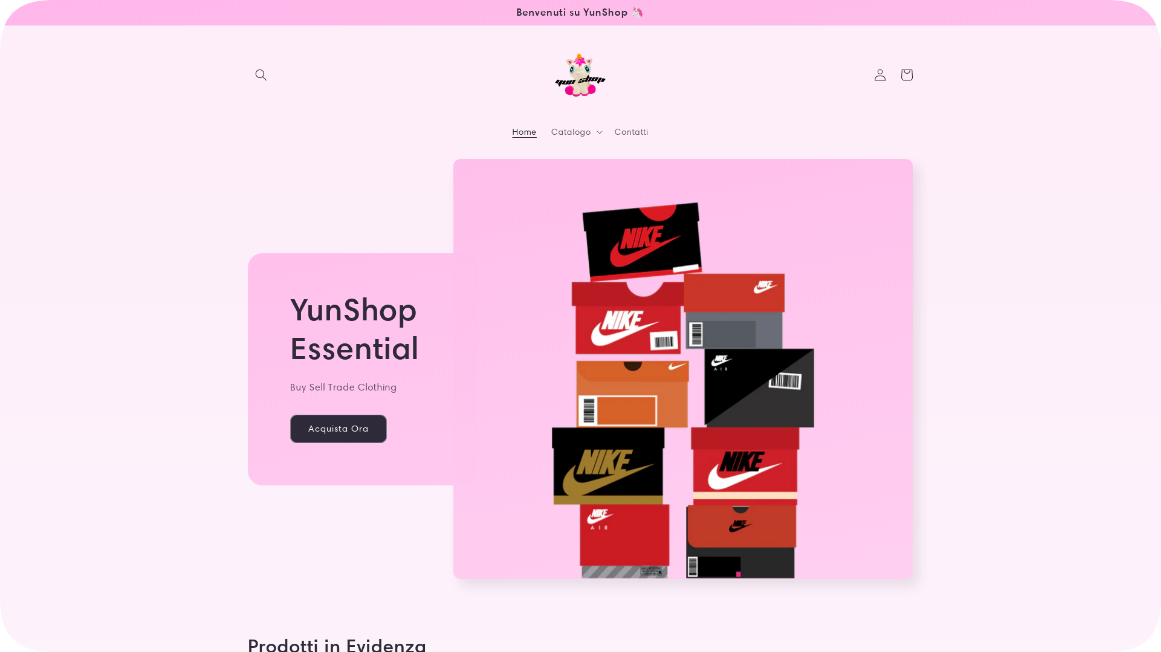 Benvenuti su YunShop 🦄
yun shop
Home
Catalogo
Contatti
NIKE
NIKE
NIKE
AIR
NIKE
NIKE
AIR
YunShop
Essential
Buy Sell Trade Clothing
Acquista Ora
Prodotti in Evidenza